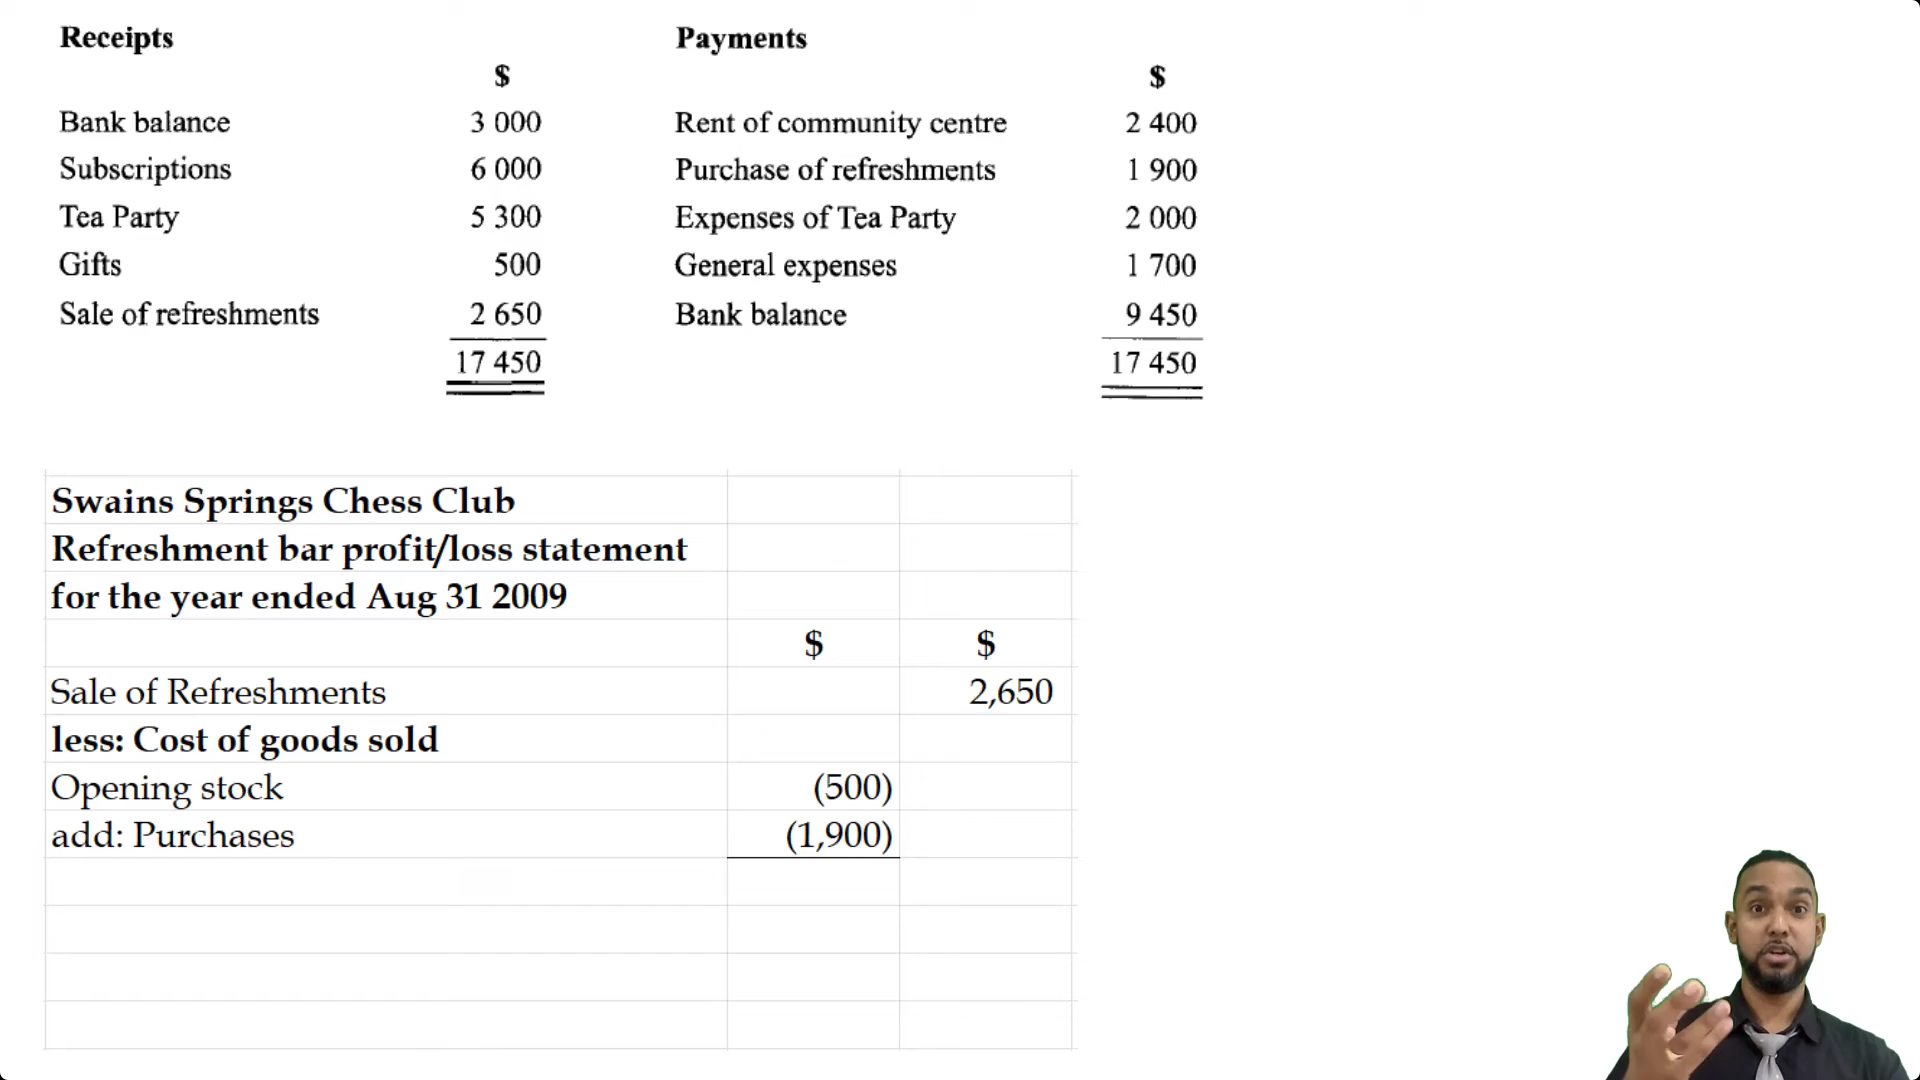 Receipts Payments
$ $
Bank balance 3 000 Rent of community centre 2 400
Subscriptions 6 000 Purchase of refreshments 1 900
Tea Party 5 300 Expenses of Tea Party 2 000
Gifts 500 General expenses 1 700
Sale of refreshments 2 650 Bank balance 9 450
17 450 17 450
Swains Springs Chess Club
Refreshment bar profit/loss statement
for the year ended Aug 31 2009
$ $
Sale of Refreshments 2,650
less: Cost of goods sold
Opening stock (500)
add: Purchases (1,900)